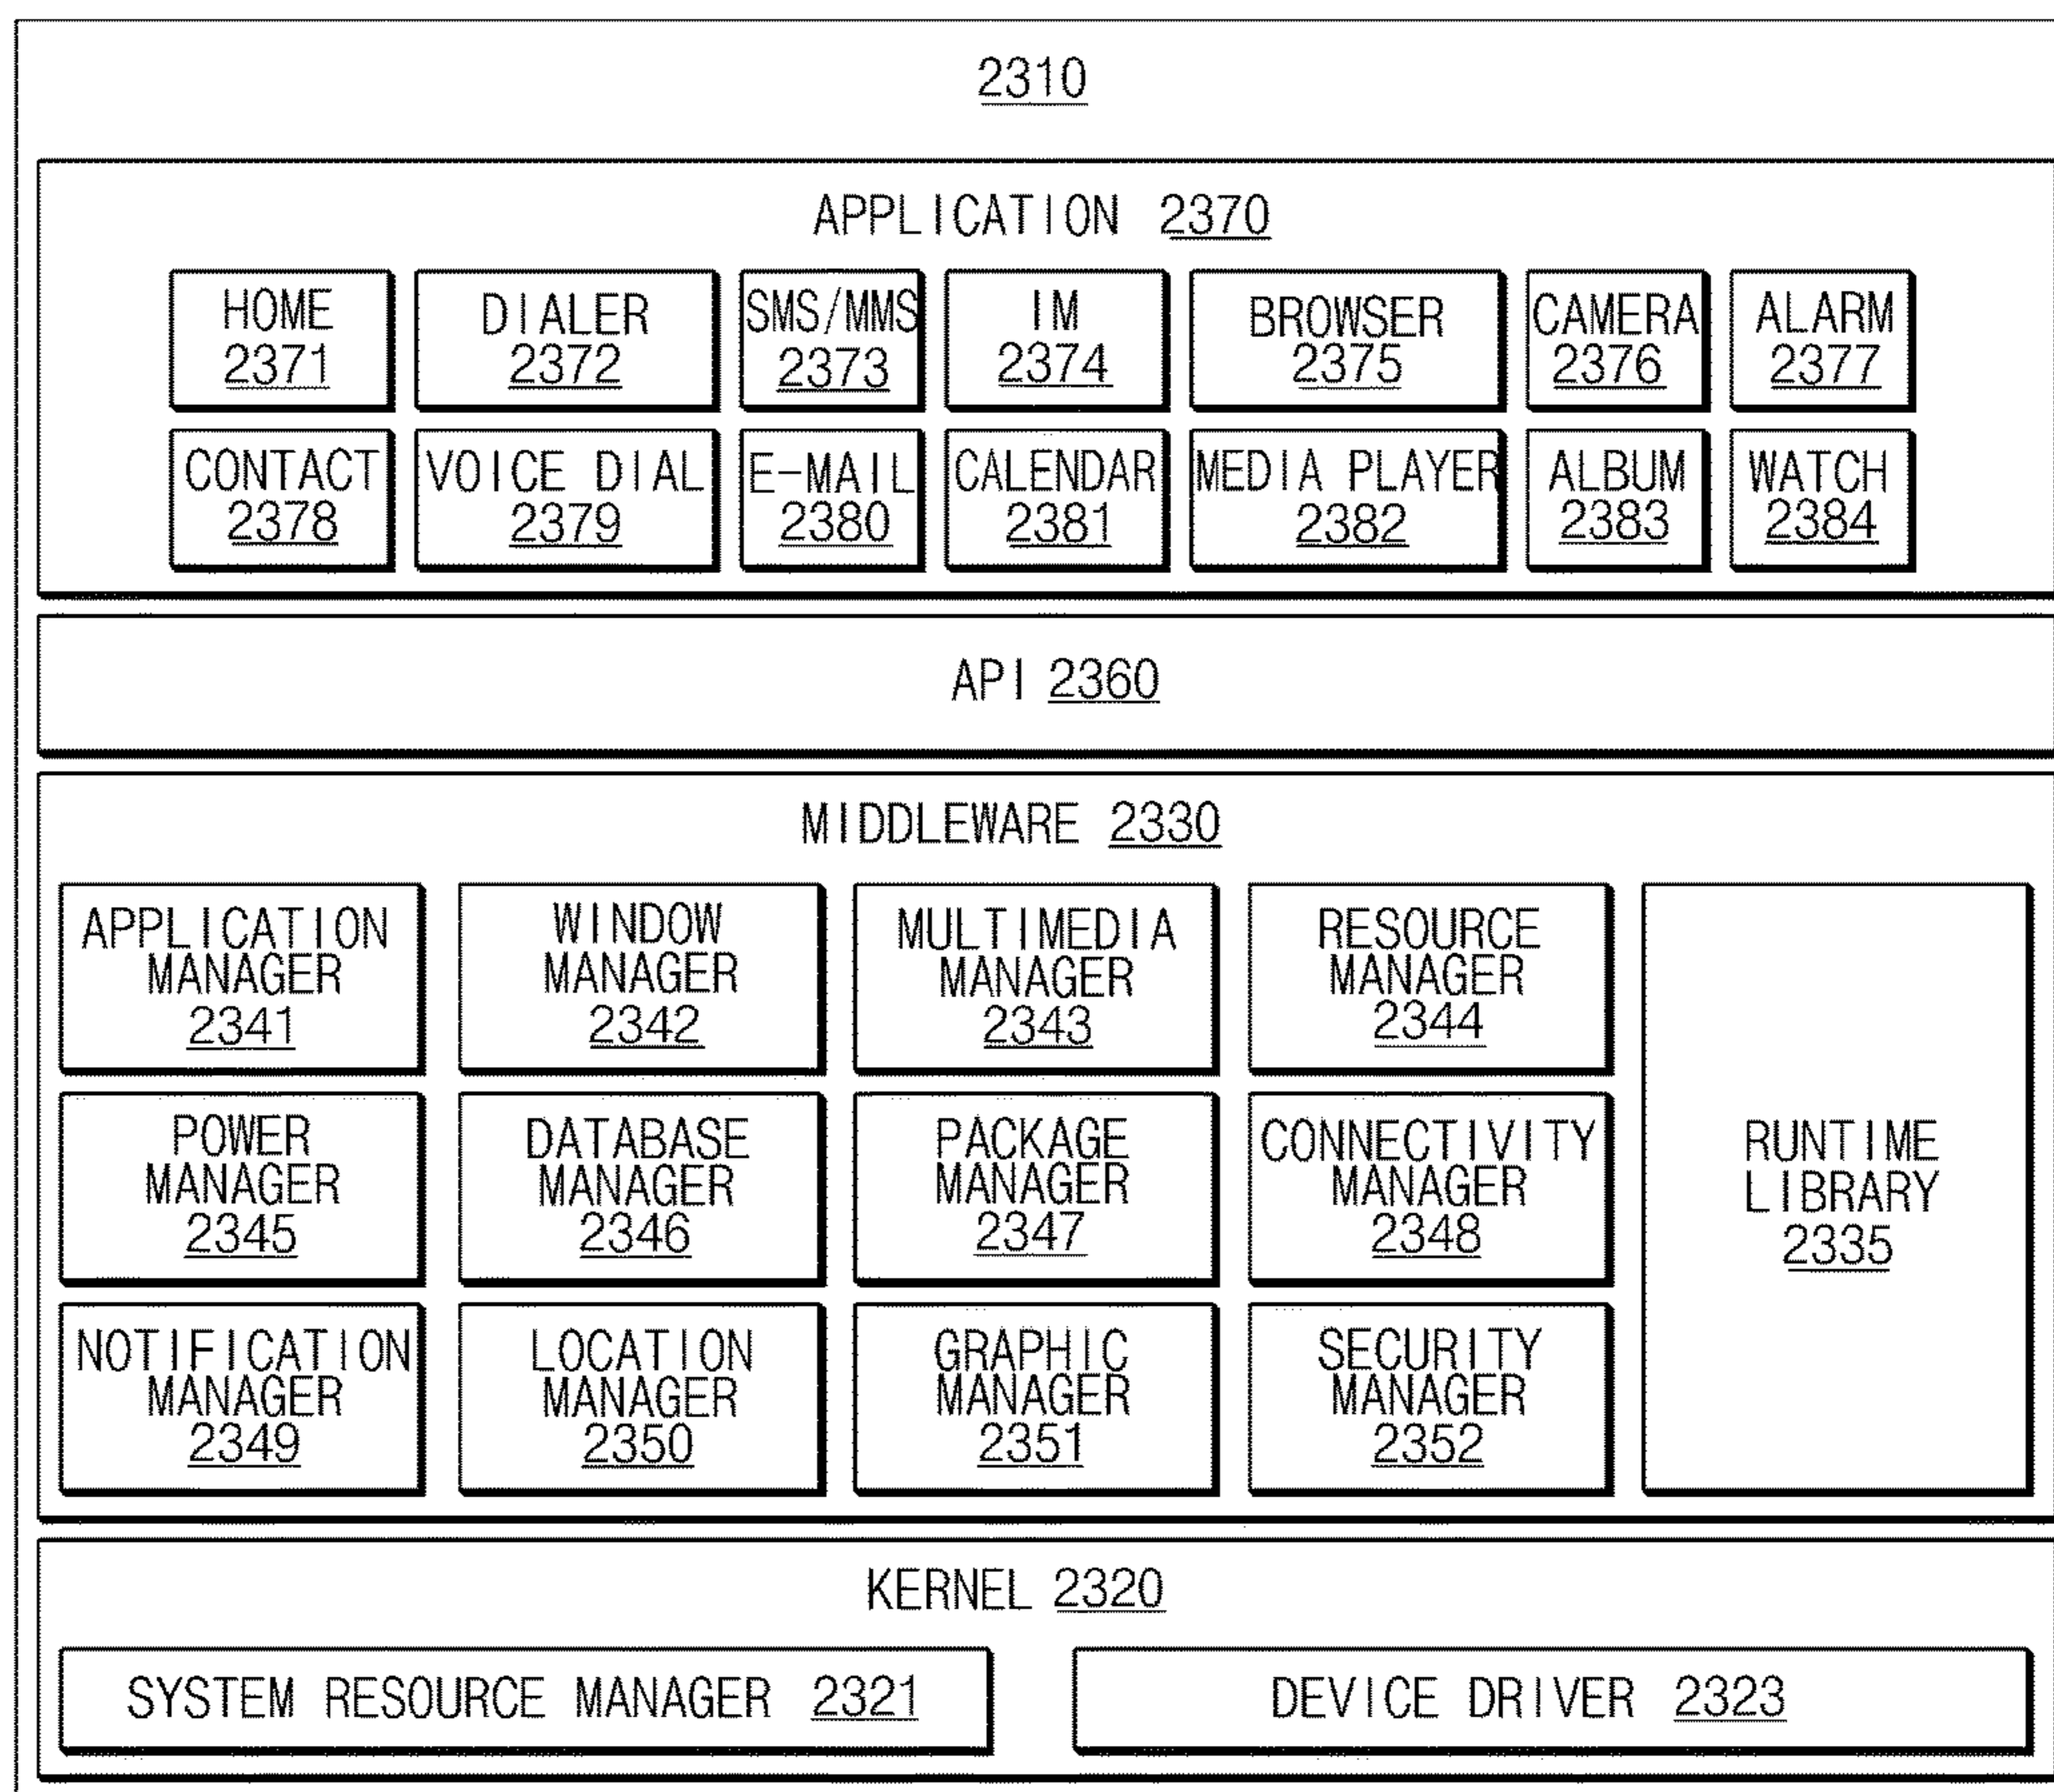 2310
APPLICATION 2370
HOME
2371
DIALER
2372
SMS/MMS
2373
IM
2374
BROWSER
2375
CAMERA
2376
ALARM
2377
CONTACT
2378
VOICE DIAL
2379
E-MAIL
2380
CALENDAR
2381
MEDIA PLAYER
2382
ALBUM
2383
WATCH
2384
API 2360
MIDDLEWARE 2330
APPLICATION
MANAGER
2341
WINDOW
MANAGER
2342
MULTIMEDIA
MANAGER
2343
RESOURCE
MANAGER
2344
POWER
MANAGER
2345
DATABASE
MANAGER
2346
PACKAGE
MANAGER
2347
CONNECTIVITY
MANAGER
2348
NOTIFICATION
MANAGER
2349
LOCATION
MANAGER
2350
GRAPHIC
MANAGER
2351
SECURITY
MANAGER
2352
RUNTIME
LIBRARY
2335
KERNEL 2320
SYSTEM RESOURCE MANAGER 2321
DEVICE DRIVER 2323